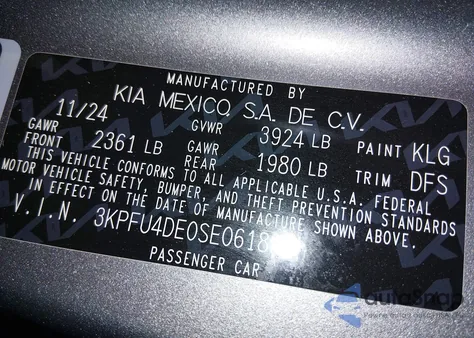 MANUFACTURED BY
KIA MEXICO, S.A. DE C.V.
11/24 GVWR 3924 LB PAINT KLG
GAWR FRONT 2361 LB GAWR REAR 1980 LB TRIM DFS
THIS VEHICLE CONFORMS TO ALL APPLICABLE U.S.A. FEDERAL
MOTOR VEHICLE SAFETY, BUMPER, AND THEFT PREVENTION STANDARDS
IN EFFECT ON THE DATE OF MANUFACTURE SHOWN ABOVE.
V.I.N. 3KPFU4DE0SE0618
PASSENGER CAR